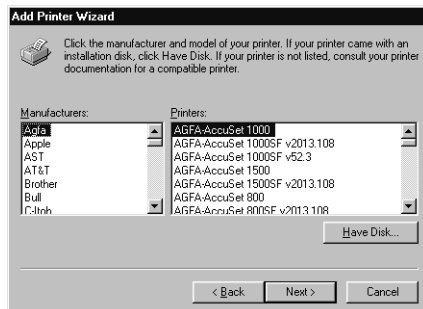 Add Printer Wizard
Click the manufacturer and model of your printer. If your printer came with an
installation disk, click Have Disk. If your printer is not listed, consult your printer
documentation for a compatible printer.
Manufacturers:
Agfa
Apple
AST
AT&T
Brother
Bull
C-Itoh
Printers:
AGFA-AccuSet 1000
AGFA-AccuSet 1000SF v2013.108
AGFA-AccuSet 1000SF v52.3
AGFA-AccuSet 1500
AGFA-AccuSet 1500SF v2013.108
AGFA-AccuSet 800
AGFA-AccuSet 800SF v2013.108
Have Disk...
< Back
Next >
Cancel